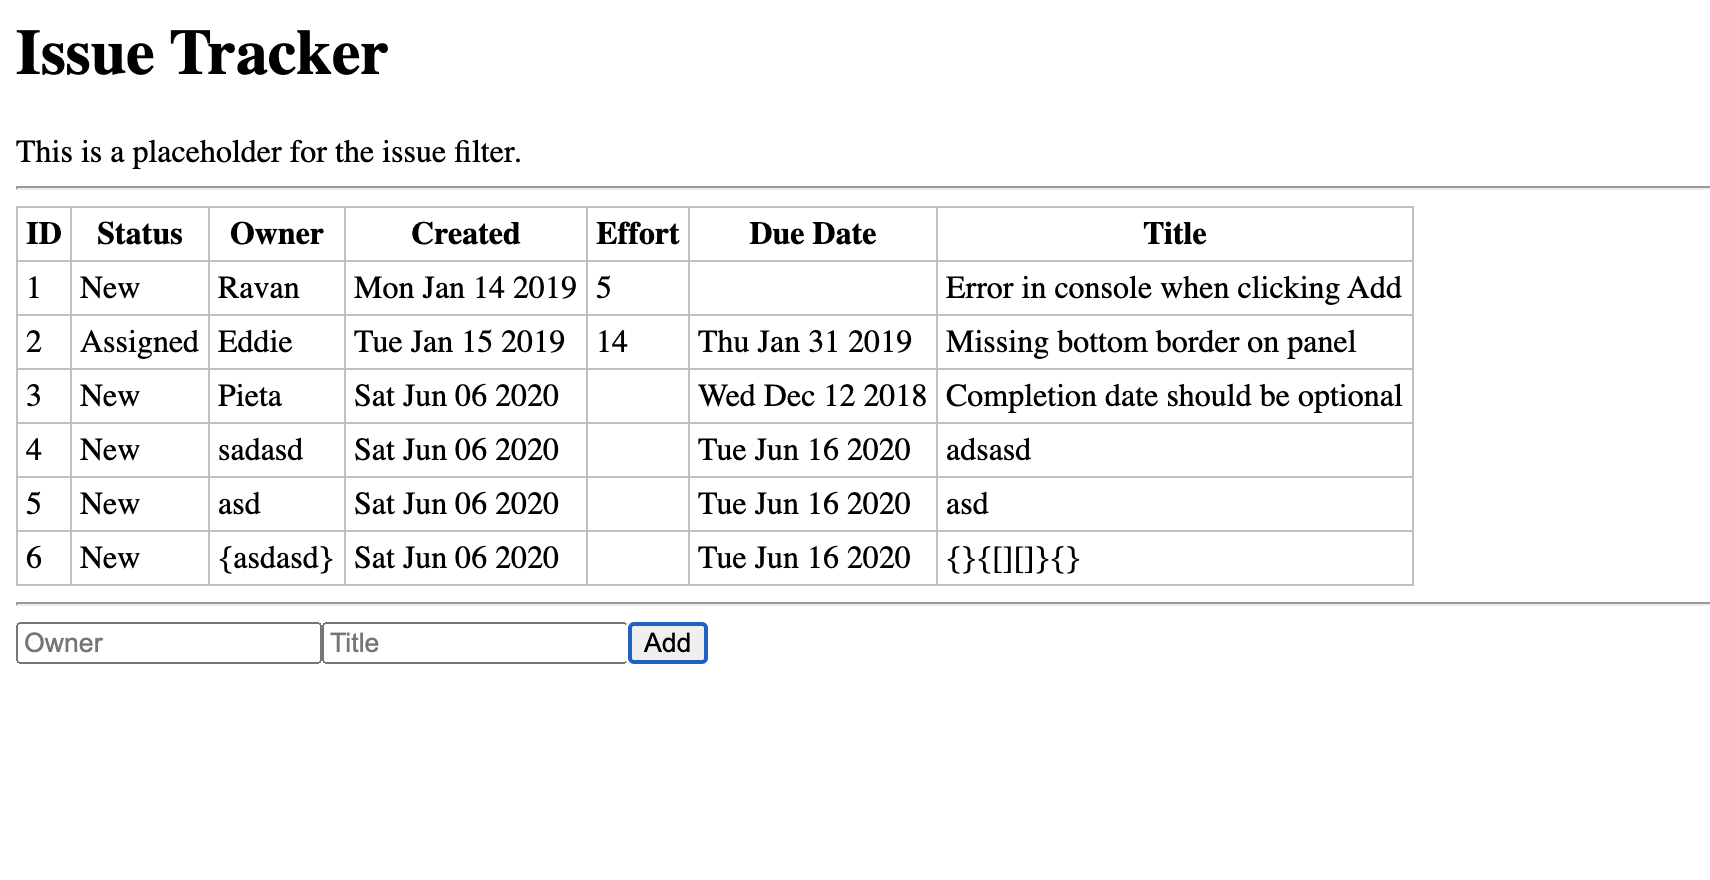 Issue Tracker
This is a placeholder for the issue filter.
ID Status Owner Created Effort Due Date Title
1 New Ravan Mon Jan 14 2019 5 Error in console when clicking Add
2 Assigned Eddie Tue Jan 15 2019 14 Thu Jan 31 2019 Missing bottom border on panel
3 New Pieta Sat Jun 06 2020 Wed Dec 12 2018 Completion date should be optional
4 New sadasd Sat Jun 06 2020 Tue Jun 16 2020 adsasd
5 New asd Sat Jun 06 2020 Tue Jun 16 2020 asd
6 New {asdasd} Sat Jun 06 2020 Tue Jun 16 2020 {}{[][]}{}
Owner Title Add